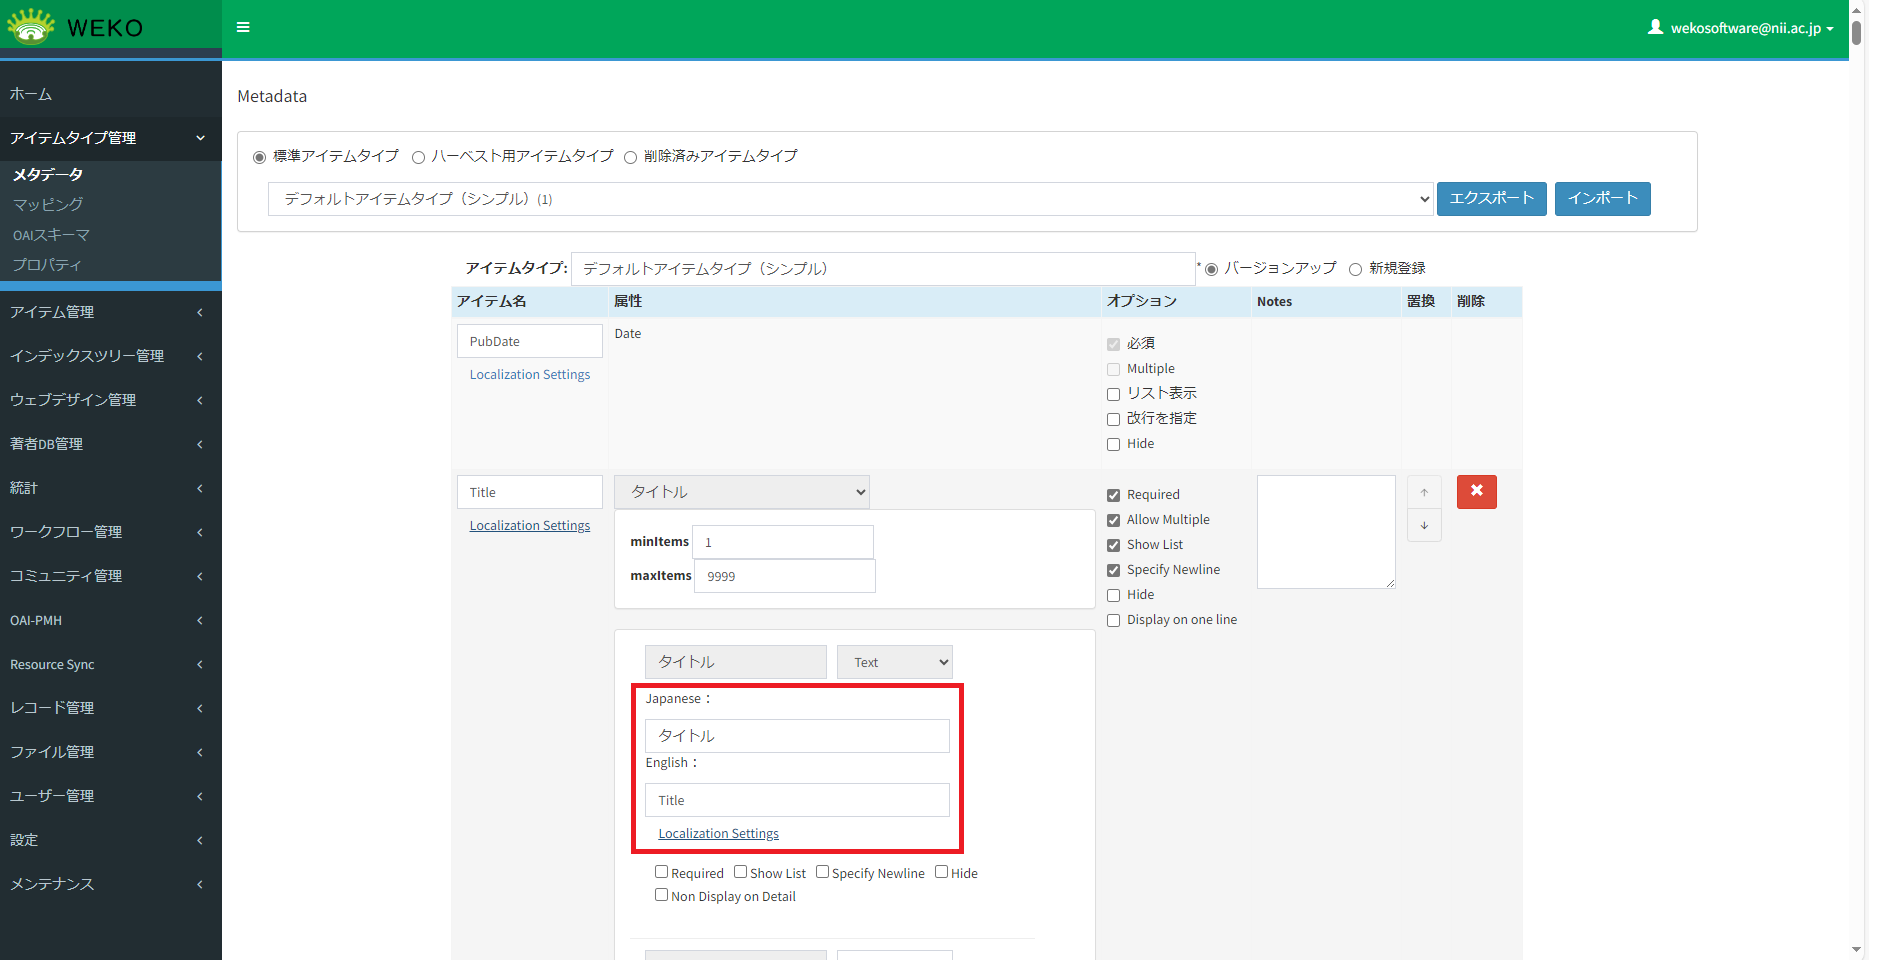 WEKO
wekosoftware@nii.ac.jp
ホーム
アイテムタイプ管理
メタデータ
マッピング
OAIスキーマ
プロパティ
アイテム管理
インデックスツリー管理
ウェブデザイン管理
著者DB管理
統計
ワークフロー管理
コミュニティ管理
OAI-PMH
Resource Sync
レコード管理
ファイル管理
ユーザー管理
設定
メンテナンス
Metadata
標準アイテムタイプ ハーベスト用アイテムタイプ 削除済みアイテムタイプ
デフォルトアイテムタイプ（シンプル）(1) エクスポート インポート
アイテムタイプ: デフォルトアイテムタイプ（シンプル） * バージョンアップ 新規登録
アイテム名 属性 オプション Notes 置換 削除
PubDate
Localization Settings
Date
必須
Multiple
リスト表示
改行を指定
Hide
Title
Localization Settings
タイトル
minItems 1
maxItems 9999
Required
Allow Multiple
Show List
Specify Newline
Hide
Display on one line
タイトル Text
Japanese：
タイトル
English：
Title
Localization Settings
Required Show List Specify Newline Hide
Non Display on Detail